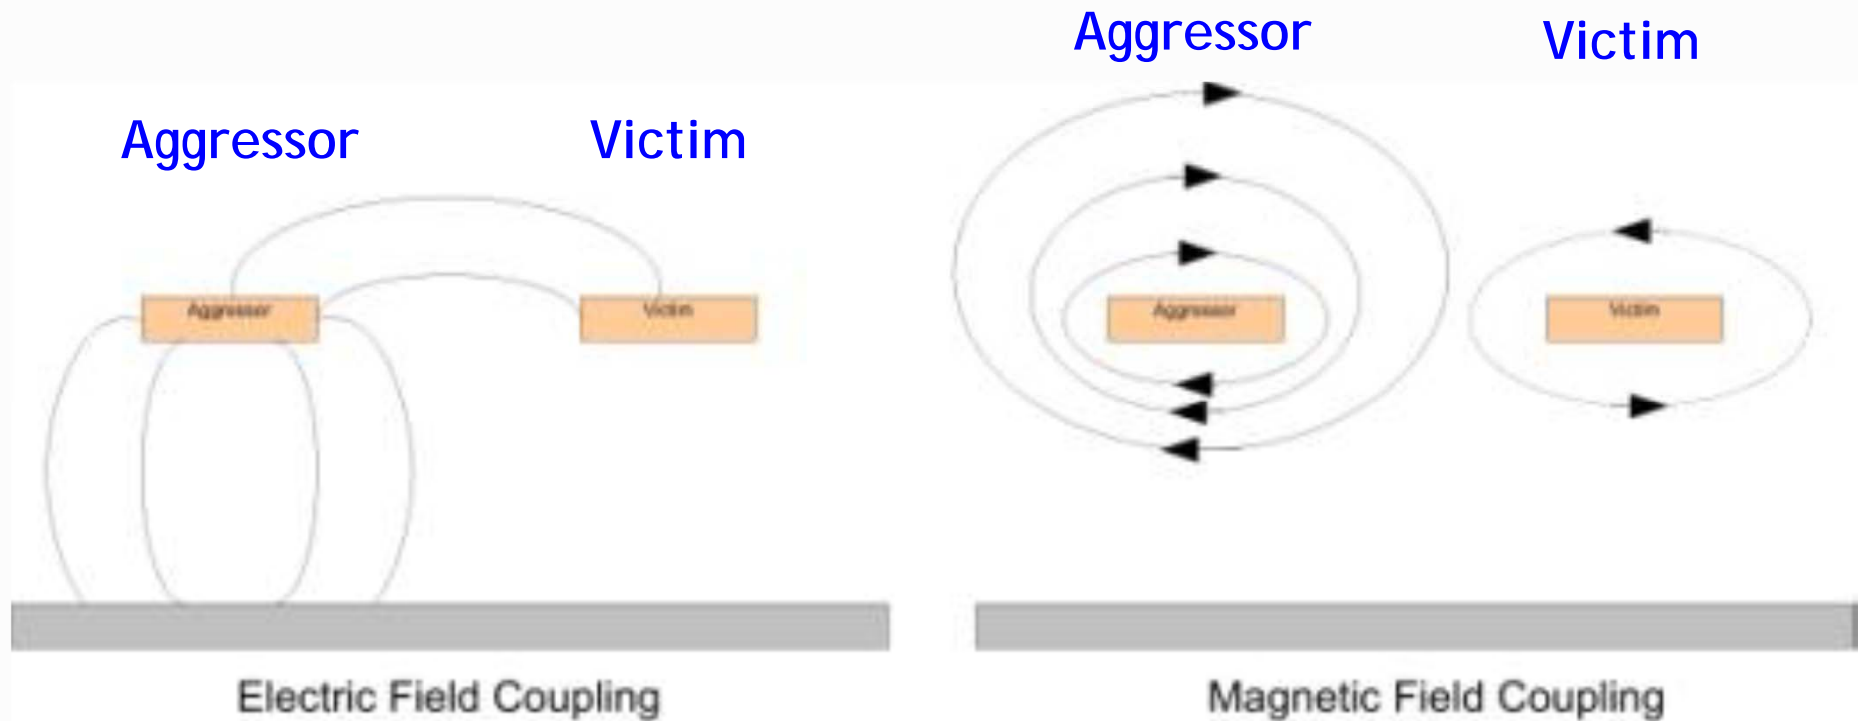 Aggressor Victim
Aggressor Victim
Aggressor Victim
Aggressor Victim
Electric Field Coupling
Magnetic Field Coupling